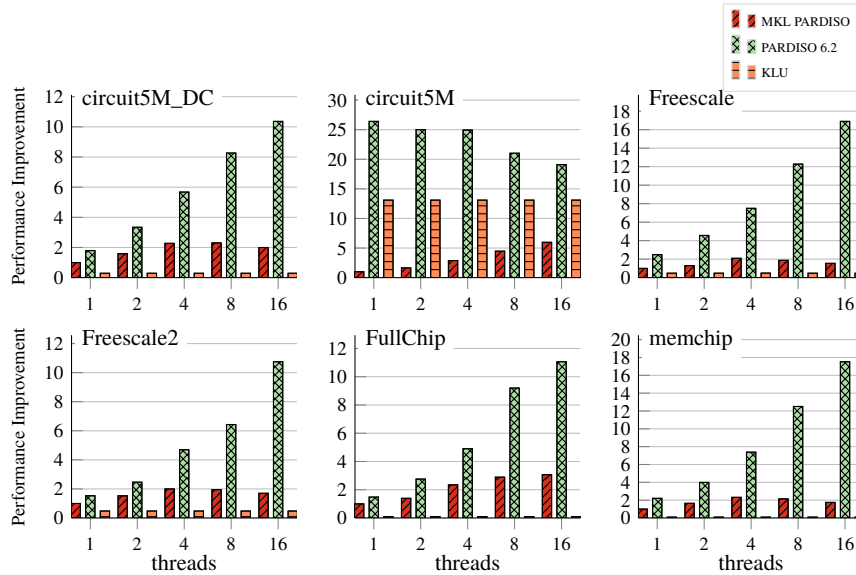 MKL PARDISO
PARDISO 6.2
KLU
circuit5M_DC
circuit5M
Freescale
Performance Improvement
12
10
8
6
4
2
0
1 2 4 8 16
30
25
20
15
10
5
0
1 2 4 8 16
18
16
14
12
10
8
6
4
2
0
1 2 4 8 16
Freescale2
FullChip
memchip
Performance Improvement
12
10
8
6
4
2
0
1 2 4 8 16
threads
12
10
8
6
4
2
0
1 2 4 8 16
threads
20
18
16
14
12
10
8
6
4
2
0
1 2 4 8 16
threads